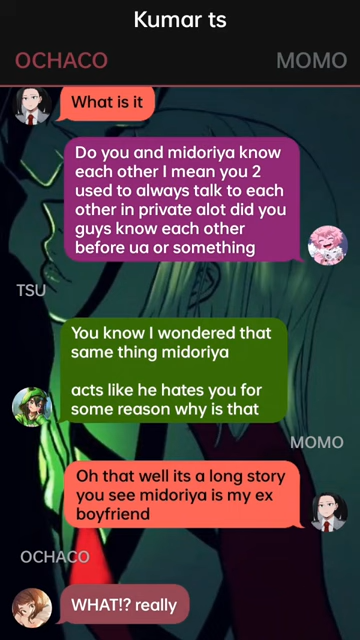 Kumar ts
OCHACO
MOMO
What is it
Do you and midoriya know
each other I mean you 2
used to always talk to each
other in private alot did you
guys know each other
before ua or something
TSU
You know I wondered that
same thing midoriya
acts like he hates you for
some reason why is that
MOMO
Oh that well its a long story
you see midoriya is my ex
boyfriend
OCHACO
WHAT!? really